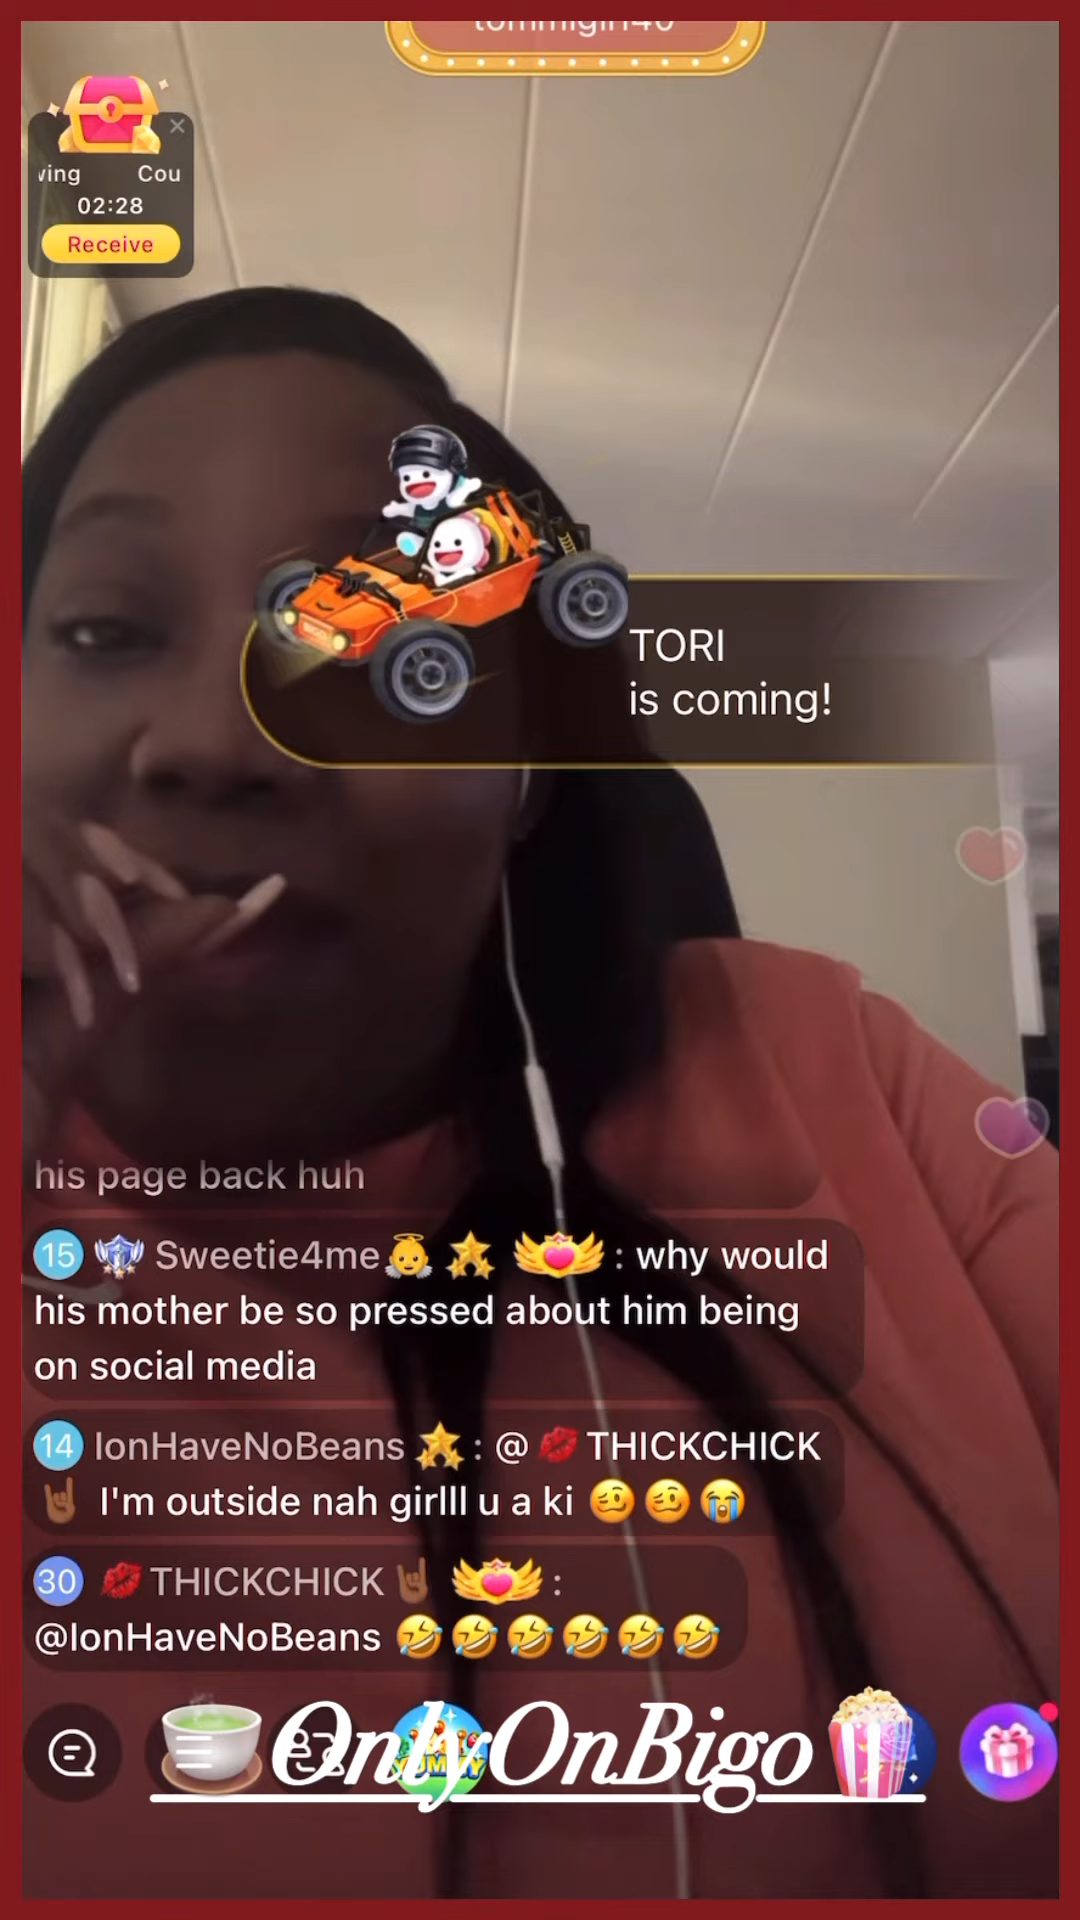 tommigirl40
ving Cou
02:28
Receive
TORI
is coming!
his page back huh
15 Sweetie4me👼 : why would
his mother be so pressed about him being
on social media
14 IonHaveNoBeans : @💋THICKCHICK
🤘🏾 I'm outside nah girlll u a ki 🥴🥴😭
30 💋THICKCHICK🤘🏾 :
@IonHaveNoBeans 🤣🤣🤣🤣🤣🤣
🍵OnlyOnBigo🍿
YUMMY